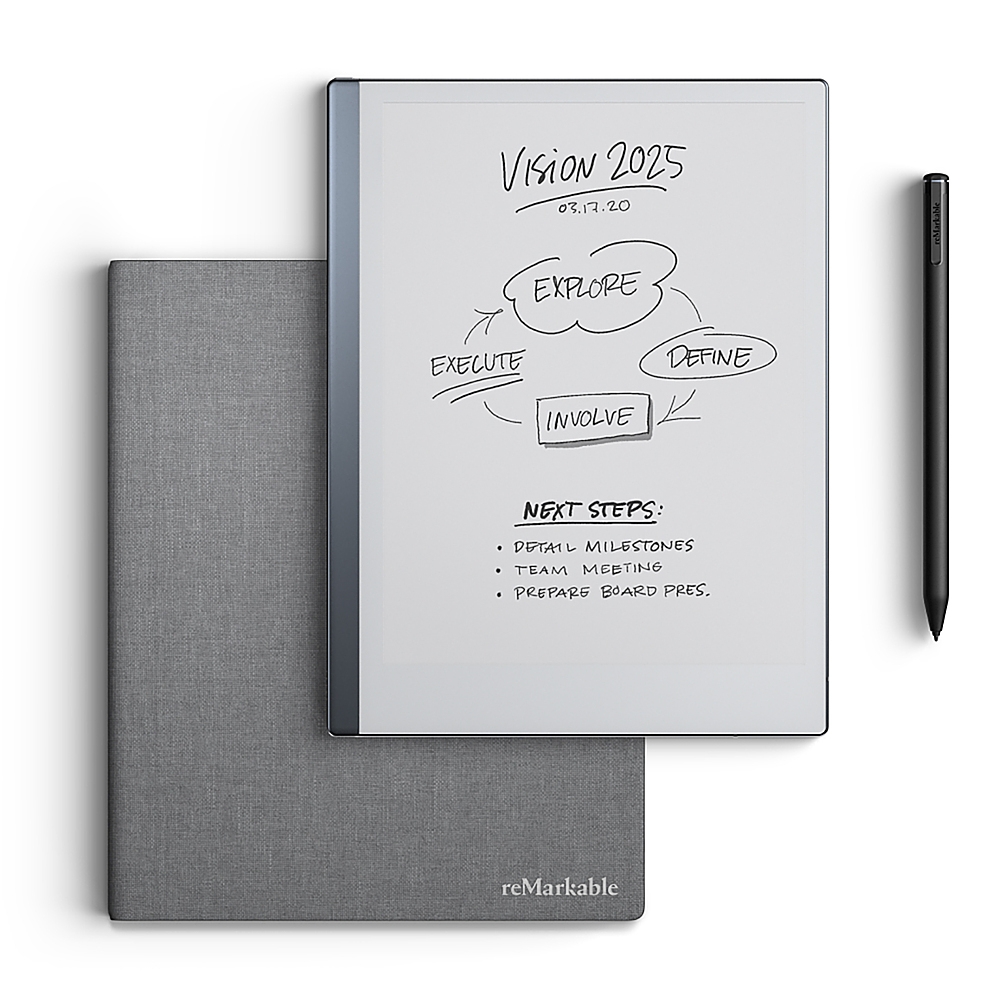 VISION 2025
03.17.20
EXPLORE
EXECUTE
DEFINE
INVOLVE
NEXT STEPS:
• DETAIL MILESTONES
• TEAM MEETING
• PREPARE BOARD PRES.
reMarkable
reMarkable